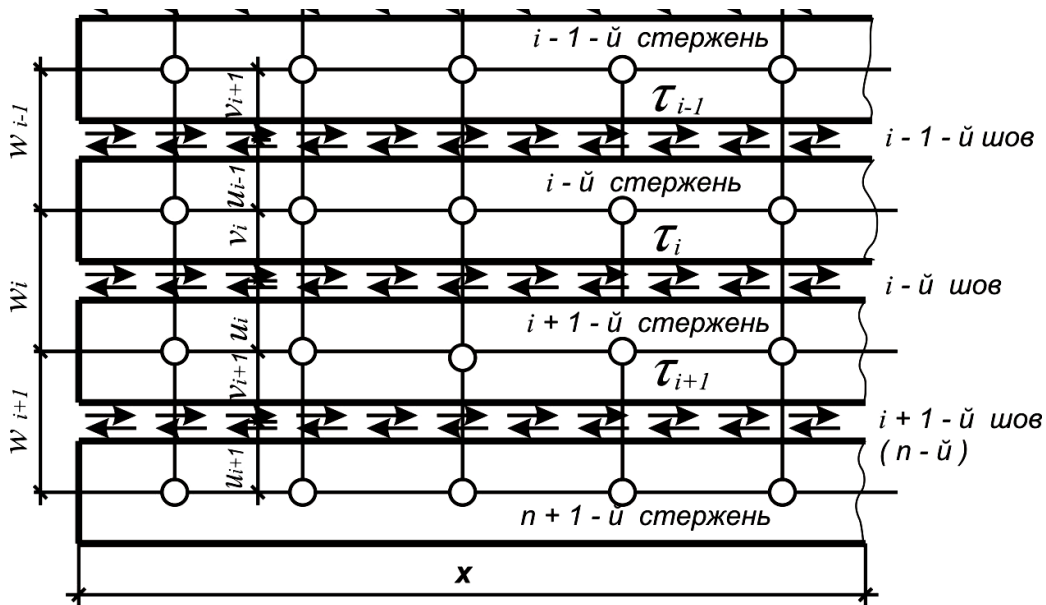 i - 1 - й стержень
v i+1
τ i-1
w i-1
i - 1 - й шов
u i-1
i - й стержень
v i
τ i
w i
i - й шов
u i
i + 1 - й стержень
v i+1
τ i+1
w i+1
i + 1 - й шов
( n - й )
u i+1
n + 1 - й стержень
x